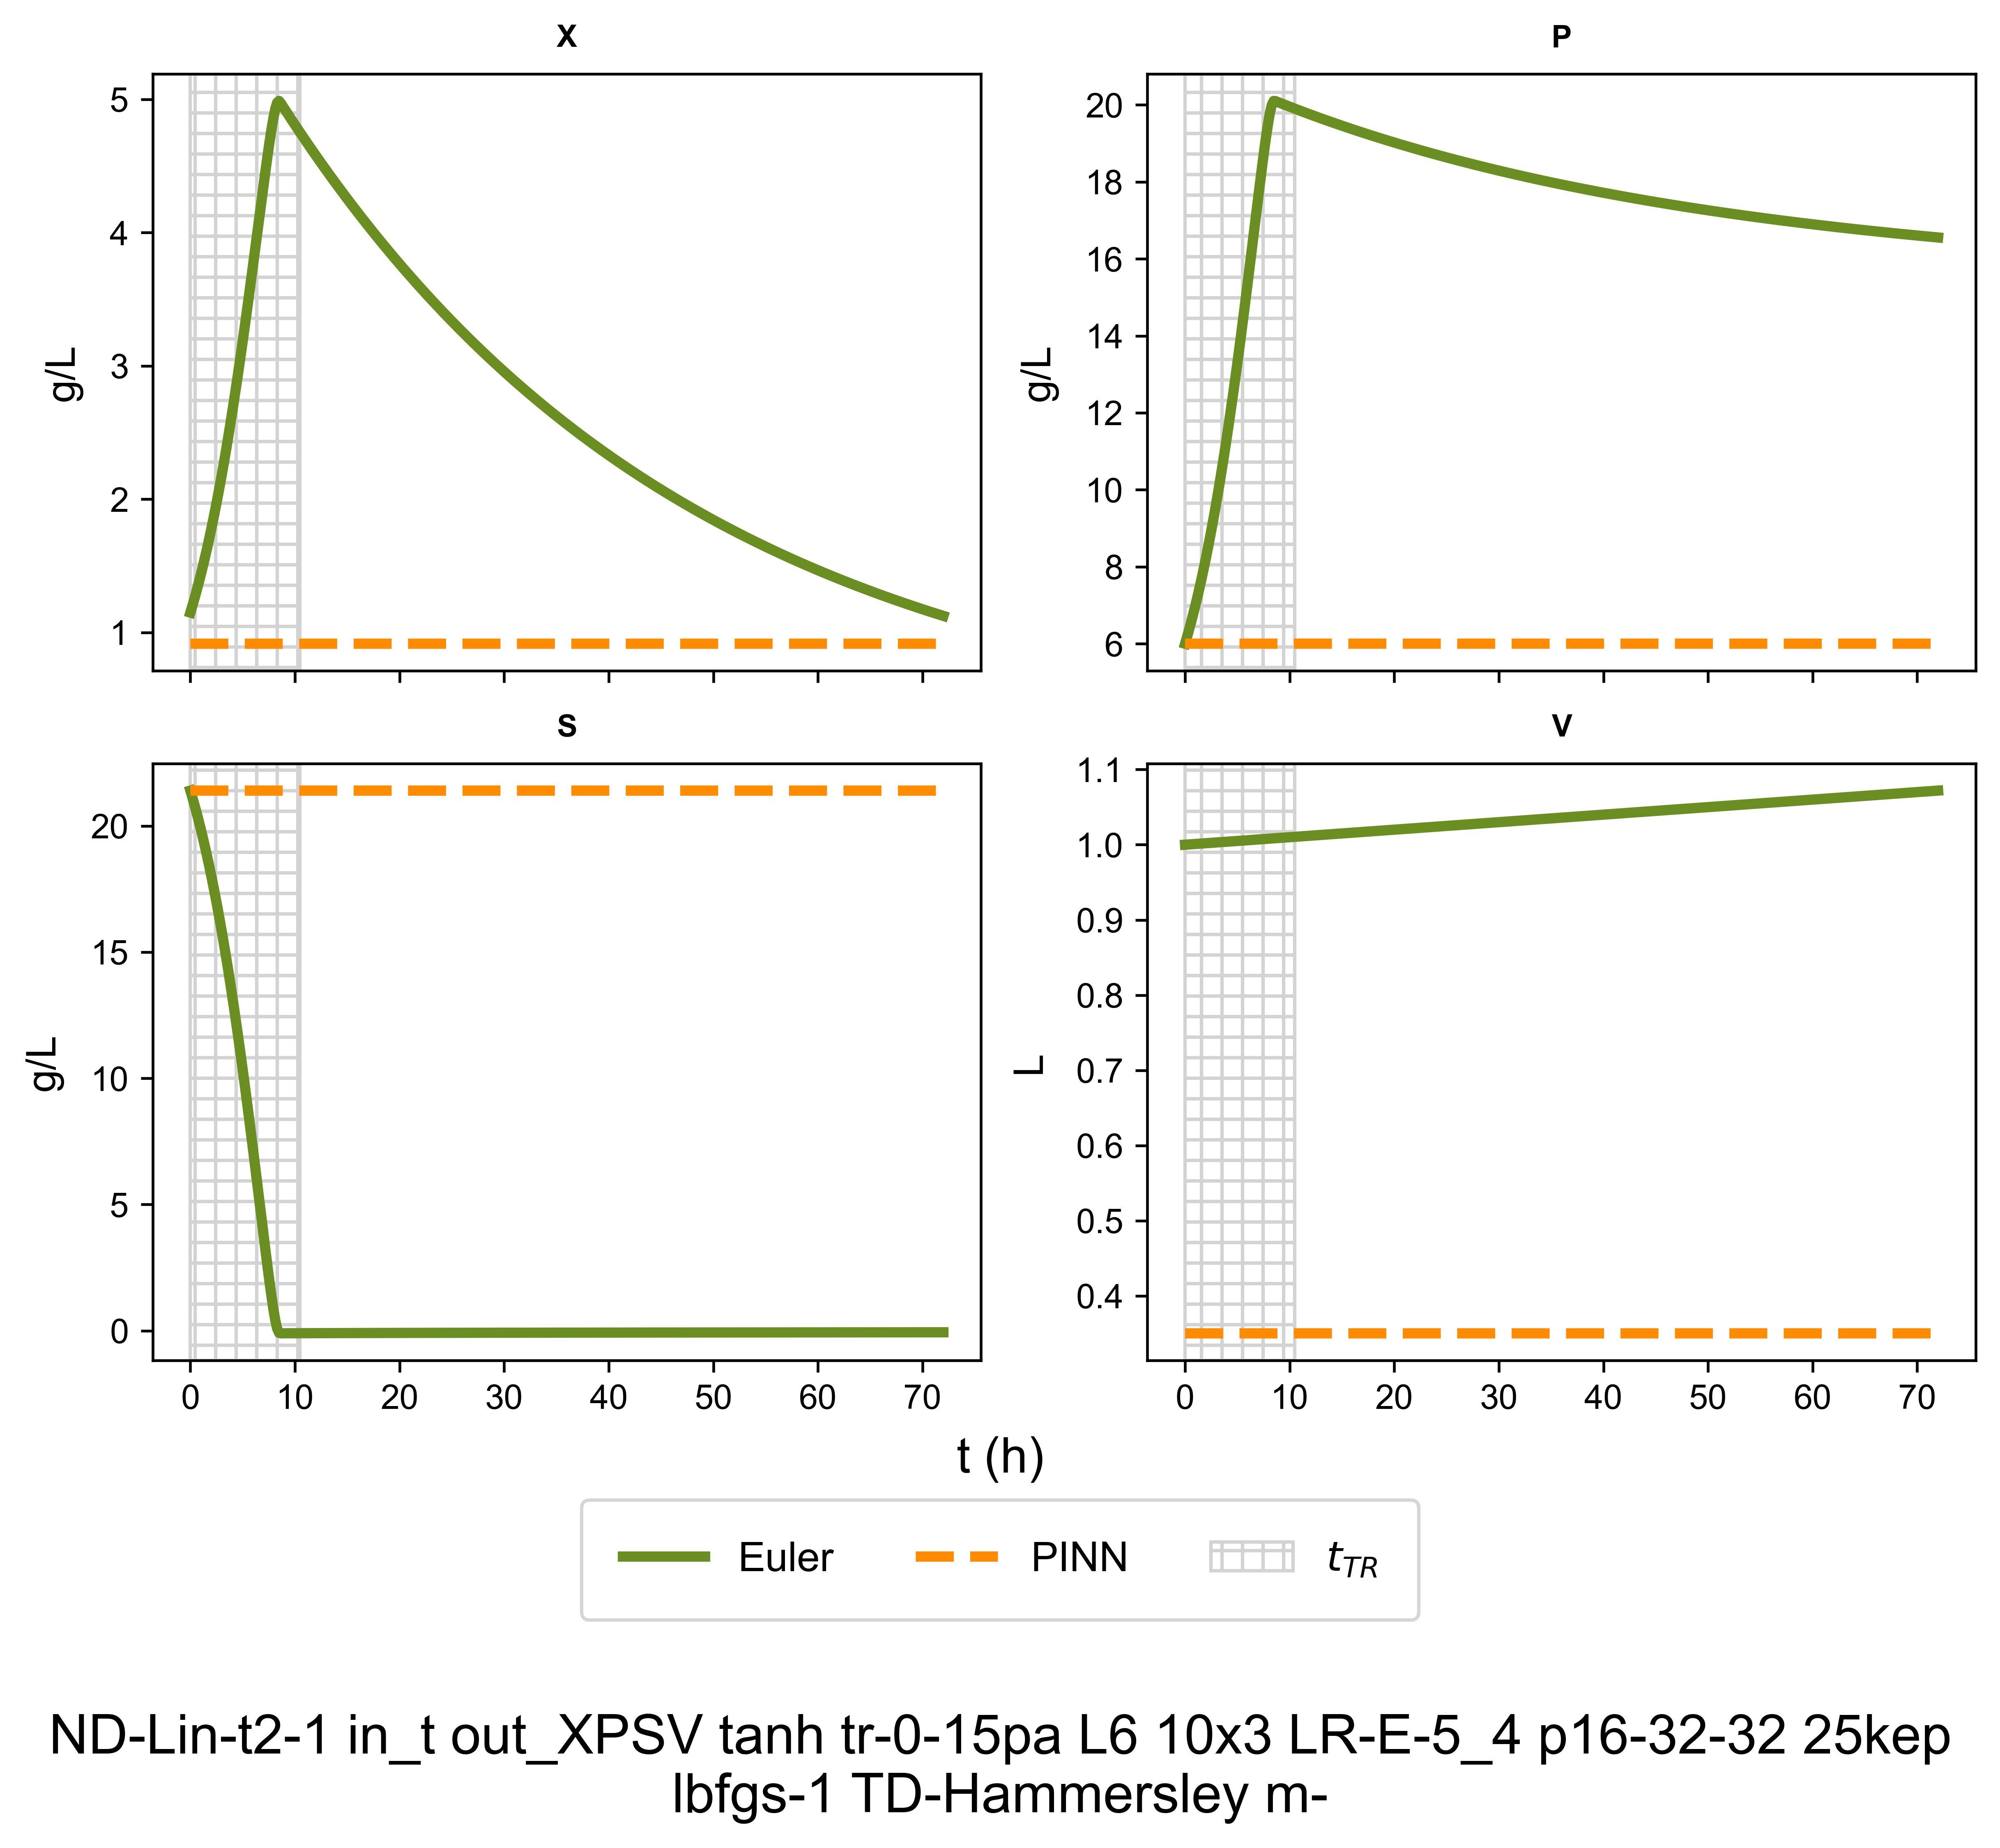 X
P
5
4
3
2
1
g/L
20
18
16
14
12
10
8
6
g/L
S
V
20
15
10
5
0
g/L
1.1
1.0
0.9
0.8
0.7
0.6
0.5
0.4
L
0 10 20 30 40 50 60 70
0 10 20 30 40 50 60 70
t (h)
Euler PINN t_TR
ND-Lin-t2-1 in_t out_XPSV tanh tr-0-15pa L6 10x3 LR-E-5_4 p16-32-32 25kep
lbfgs-1 TD-Hammersley m-